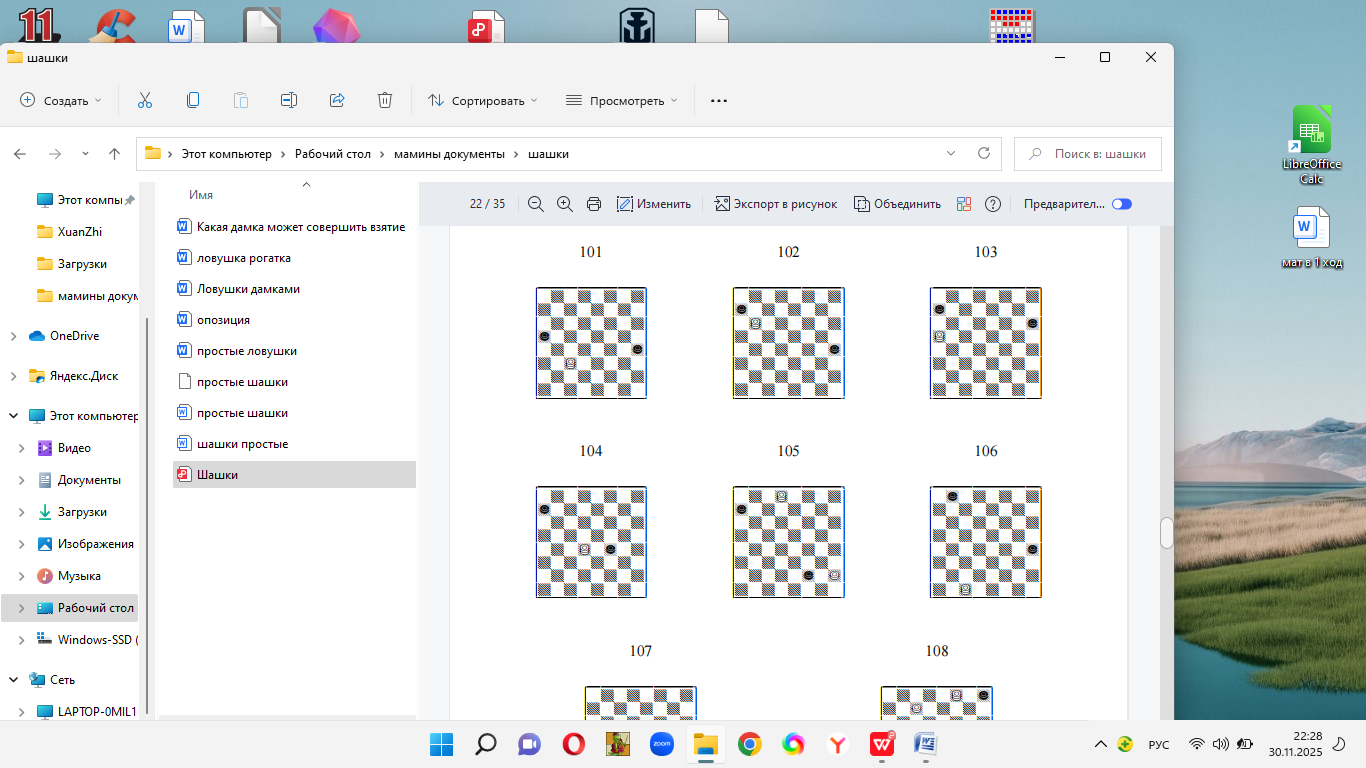 11
шашки
Создать
Сортировать
Просмотреть
Этот компьютер
Рабочий стол
мамины документы
шашки
Поиск в: шашки
LibreOffice
Calc
мат в 1 ход
Этот компы
XuanZhi
Загрузки
мамины докум
OneDrive
Яндекс.Диск
Этот компьютер
Видео
Документы
Загрузки
Изображения
Музыка
Рабочий стол
Windows-SSD (
Сеть
LAPTOP-0MIL1
Имя
Какая дамка может совершить взятие
ловушка рогатка
Ловушки дамками
опозиция
простые ловушки
простые шашки
простые шашки
шашки простые
Шашки
22 / 35
Изменить
Экспорт в рисунок
Объединить
Предварител...
101 102 103
104 105 106
107 108
zoom
РУС
22:28
30.11.2025